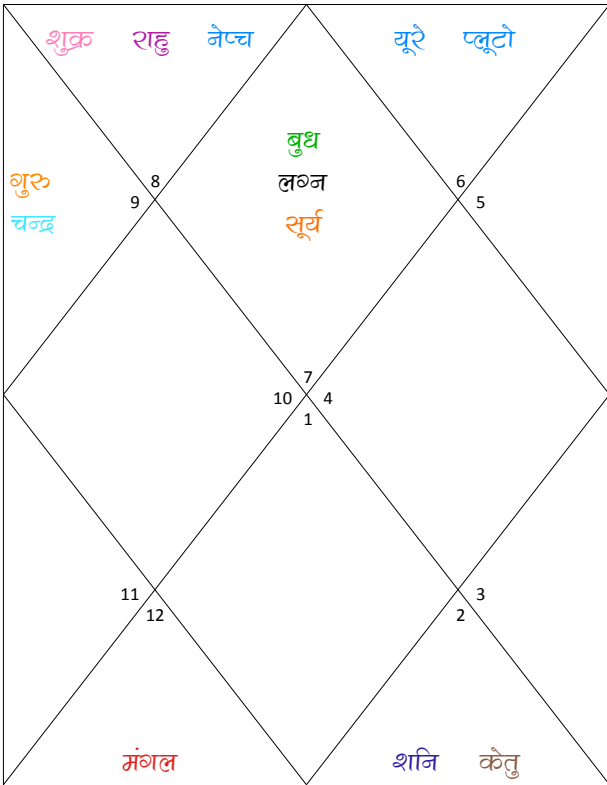 शुक्र राहु नेप्च यूरे प्लूटो
बुध
गुरु 8 लग्न 6
9 5
चन्द्र सूर्य
7
10 4
1
11 3
12 2
मंगल शनि केतु